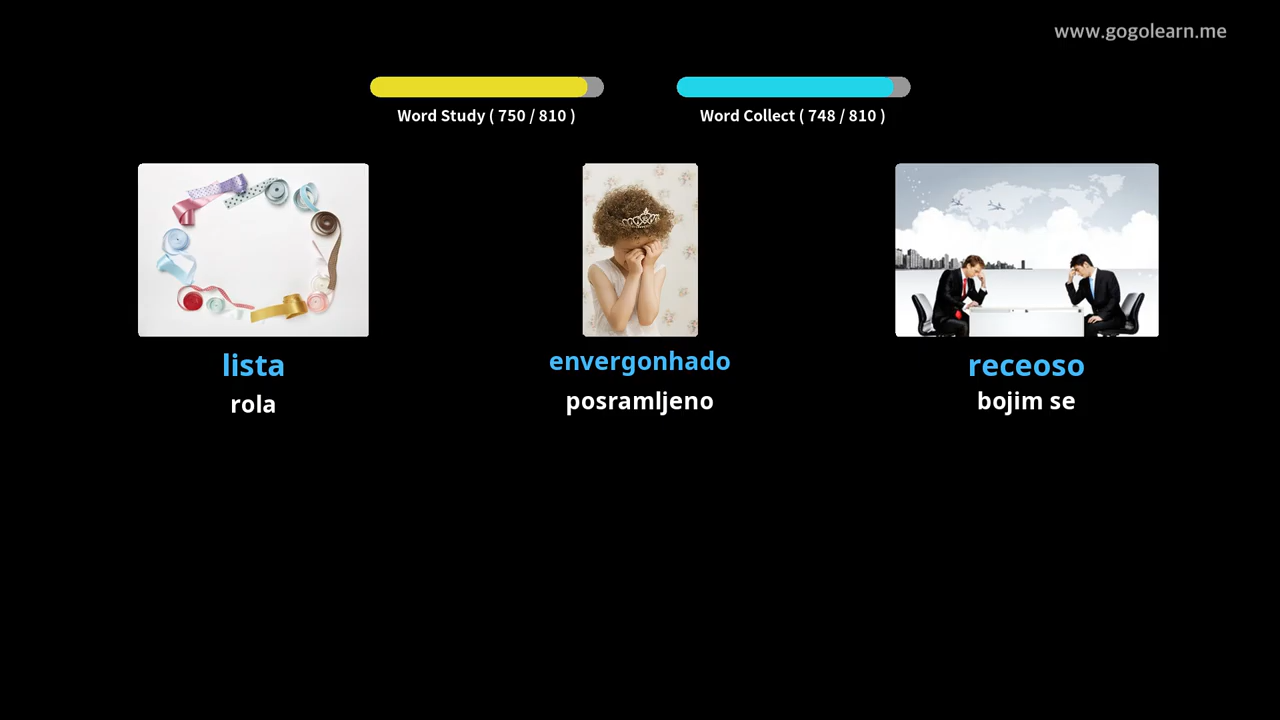 www.gogolearn.me
Word Study ( 750 / 810 )
Word Collect ( 748 / 810 )
lista
rola
envergonhado
posramljeno
receoso
bojim se